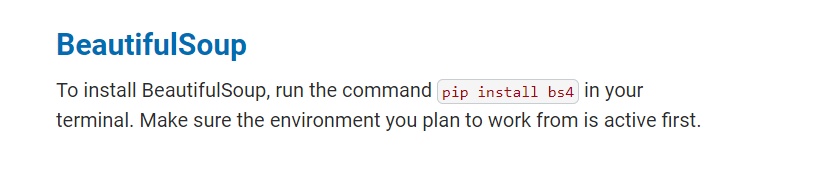 BeautifulSoup
To install BeautifulSoup, run the command pip install bs4 in your
terminal. Make sure the environment you plan to work from is active first.